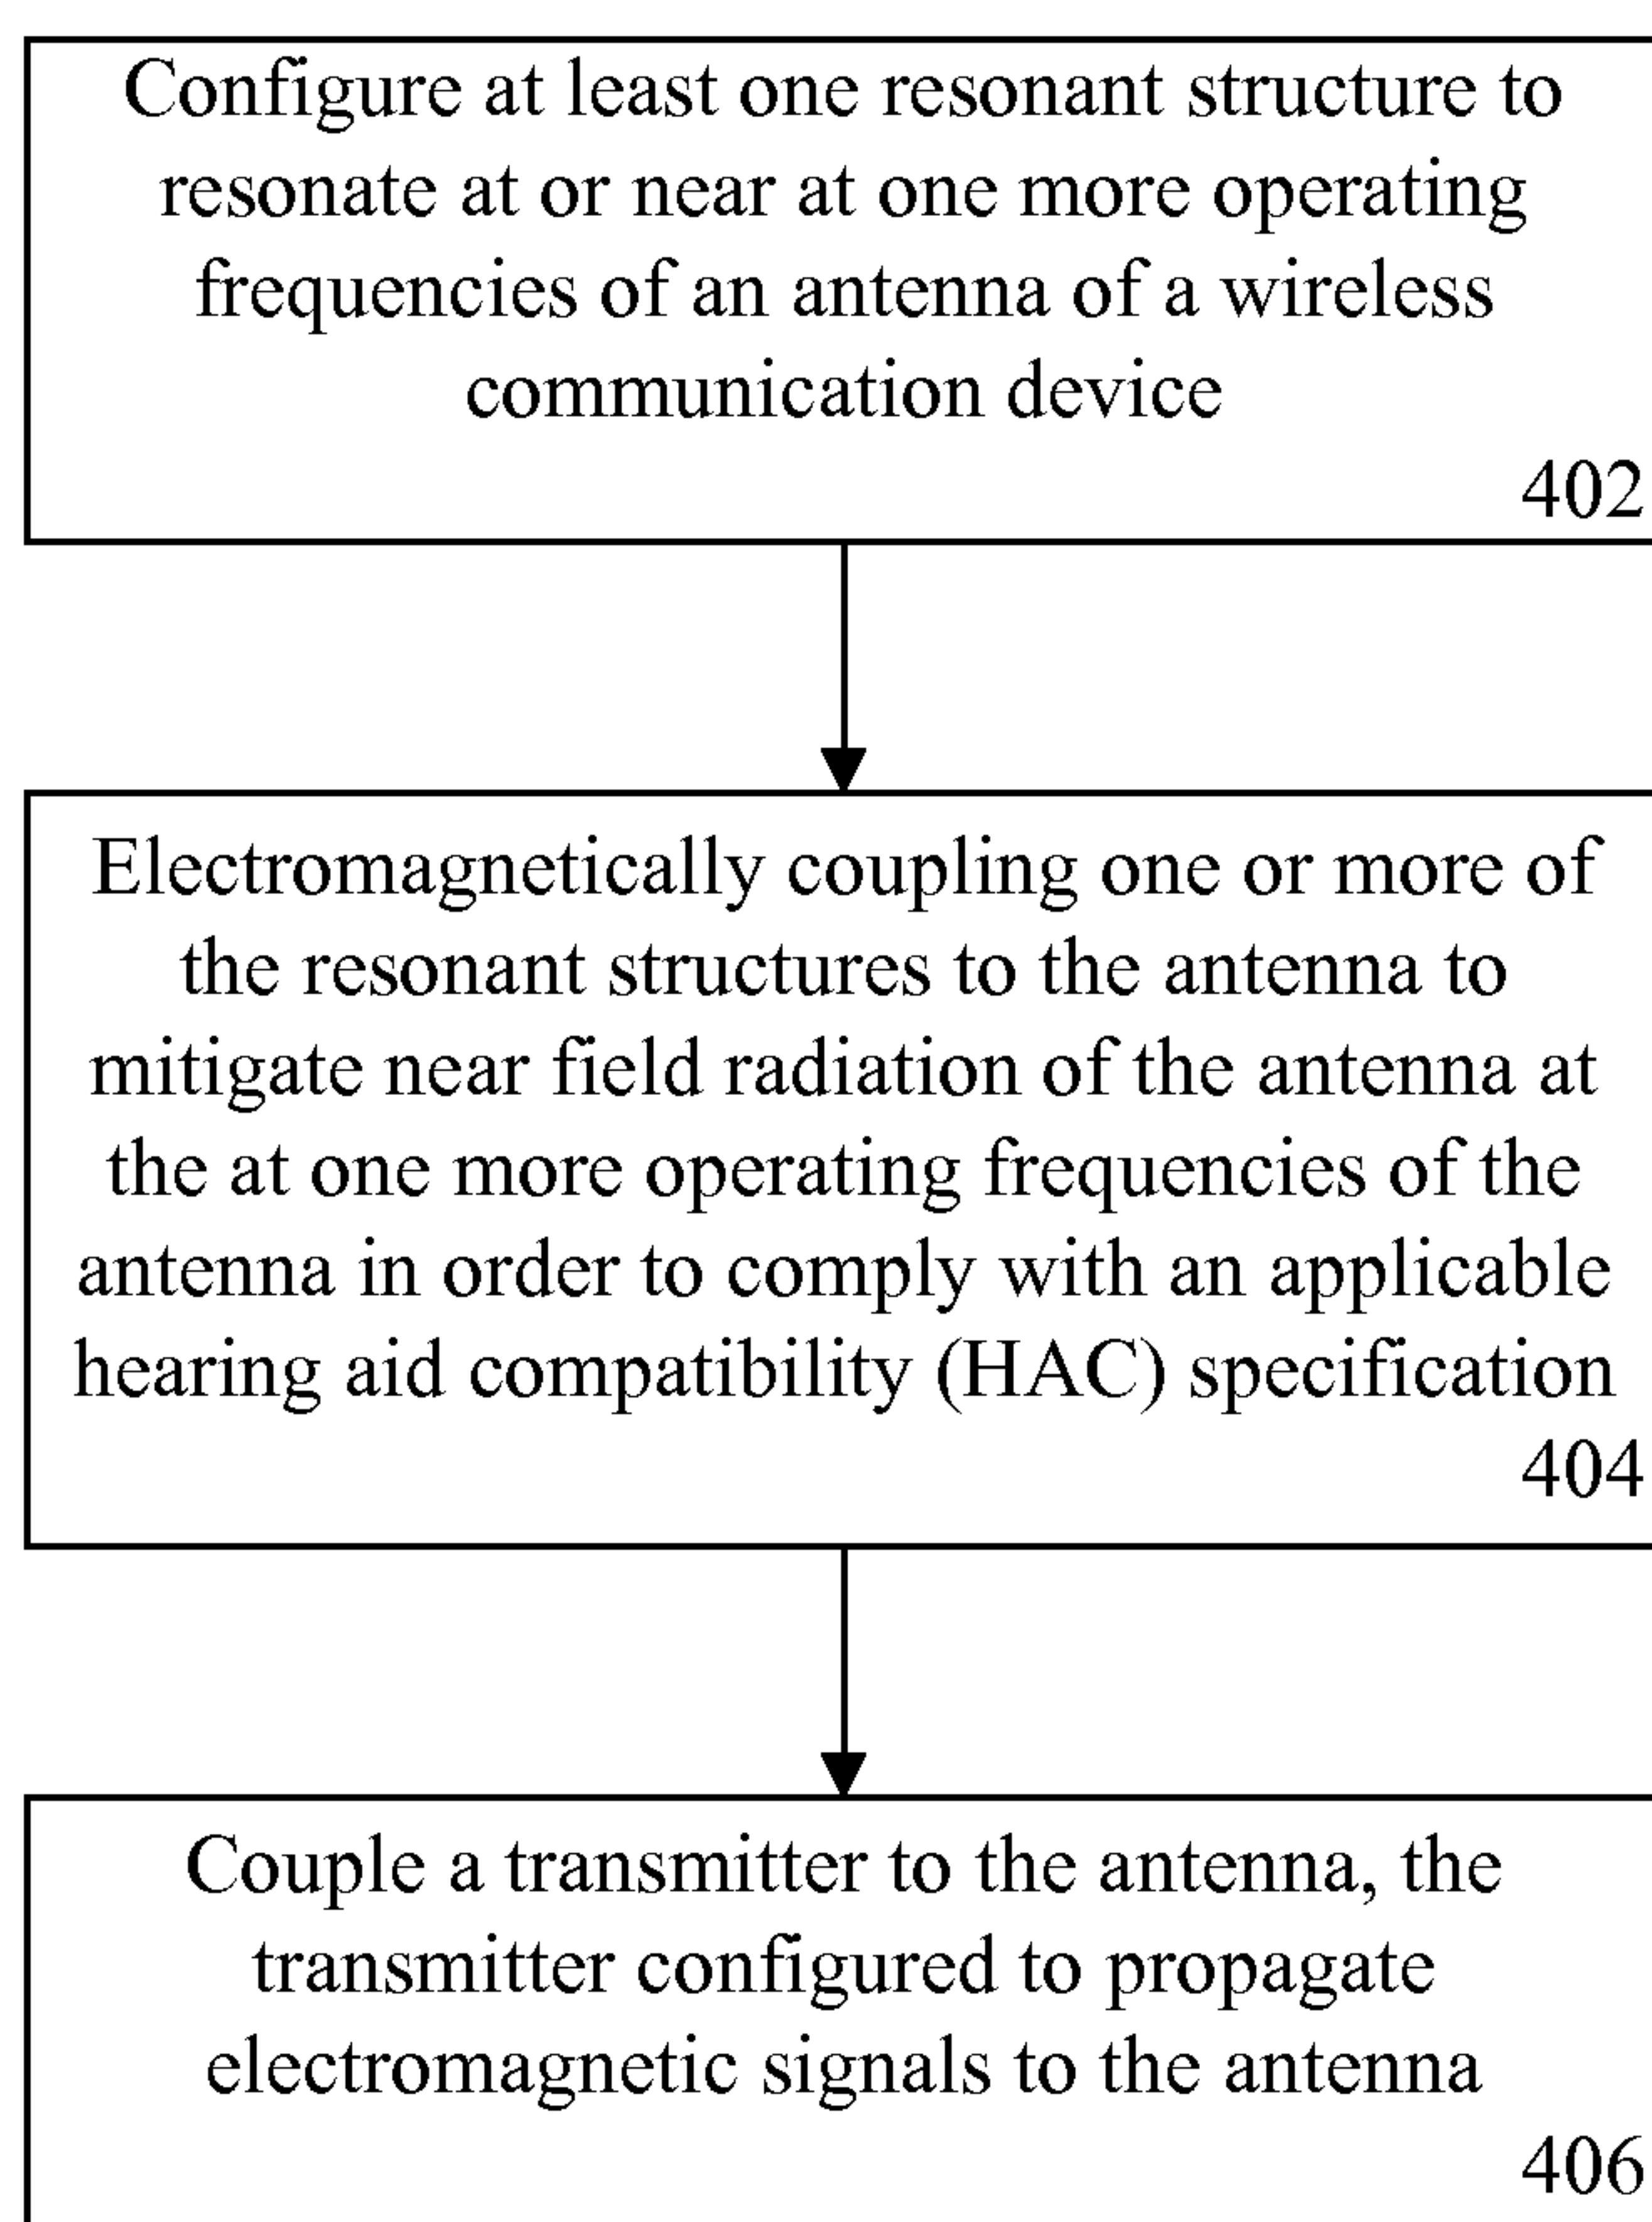 Configure at least one resonant structure to
resonate at or near at one more operating
frequencies of an antenna of a wireless
communication device
402
Electromagnetically coupling one or more of
the resonant structures to the antenna to
mitigate near field radiation of the antenna at
the at one more operating frequencies of the
antenna in order to comply with an applicable
hearing aid compatibility (HAC) specification
404
Couple a transmitter to the antenna, the
transmitter configured to propagate
electromagnetic signals to the antenna
406